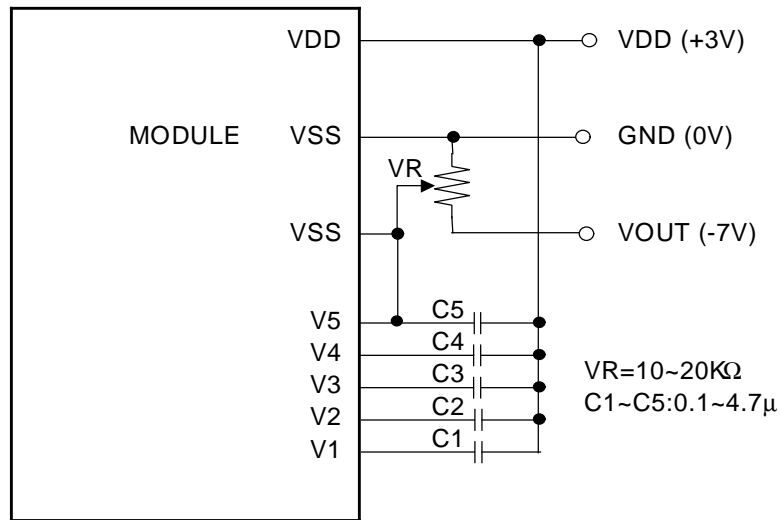 VDD
VDD (+3V)
MODULE
VSS
GND (0V)
VR
VSS
VOUT (-7V)
V5
C5
V4
C4
V3
C3
V2
C2
V1
C1
VR=10~20KΩ
C1~C5:0.1~4.7µ